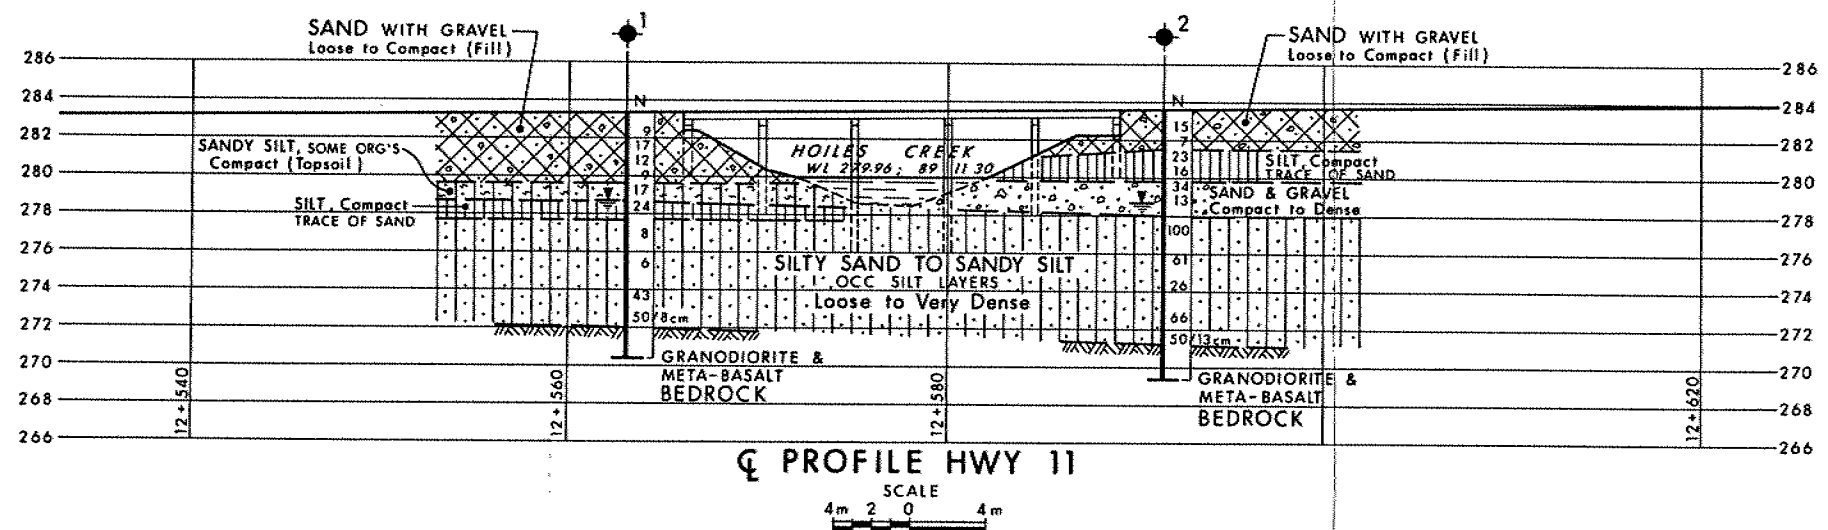 1
2
SAND WITH GRAVEL
Loose to Compact (Fill)
SAND WITH GRAVEL
Loose to Compact (Fill)
286
286
284
N
N
284
282
9
15
282
SANDY SILT, SOME ORG'S
Compact (Topsoil)
17
12
9
HOILES CREEK
WL 279.96; 89 11 30
7
23
16
SILT, Compact
TRACE OF SAND
280
17
34
280
SILT, Compact
TRACE OF SAND
24
13
SAND & GRAVEL
Compact to Dense
278
278
8
100
276
6
SILTY SAND TO SANDY SILT
OCC SILT LAYERS
Loose to Very Dense
61
276
274
43
26
274
272
50/8cm
66
50/13cm
272
270
GRANODIORITE &
META-BASALT
BEDROCK
GRANODIORITE &
META-BASALT
BEDROCK
270
268
268
266
266
12+540
12+560
12+580
12+620
℄ PROFILE HWY 11
SCALE
4m 2 0 4m